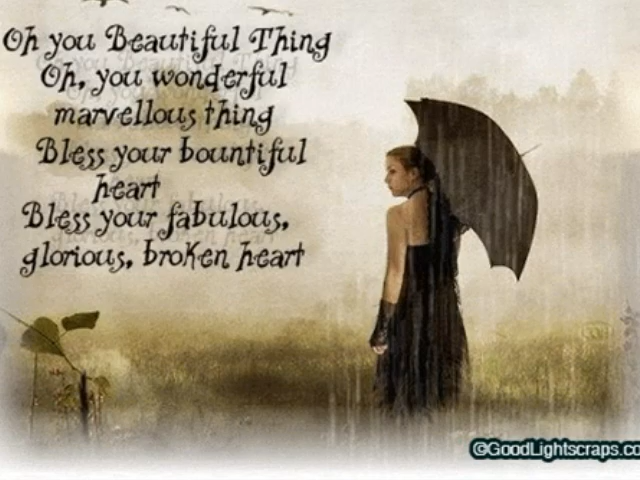 Oh you Beautiful Thing
Oh, you wonderful
marvellous thing
Bless your bountiful
heart
Bless your fabulous,
glorious, broken heart
©GoodLightscraps.co